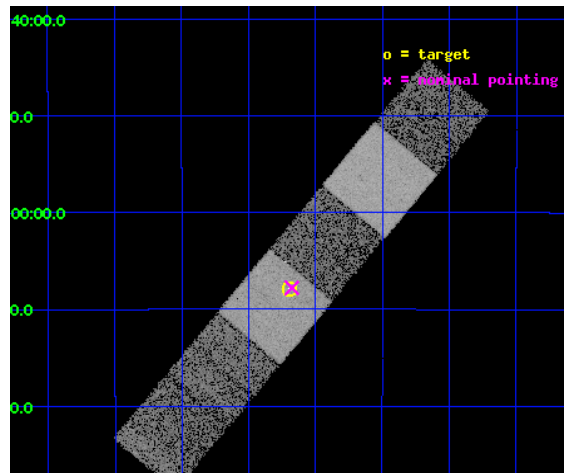 40:00.0
o = target
x = nominal pointing
0.0
00:00.0
0.0
0.0